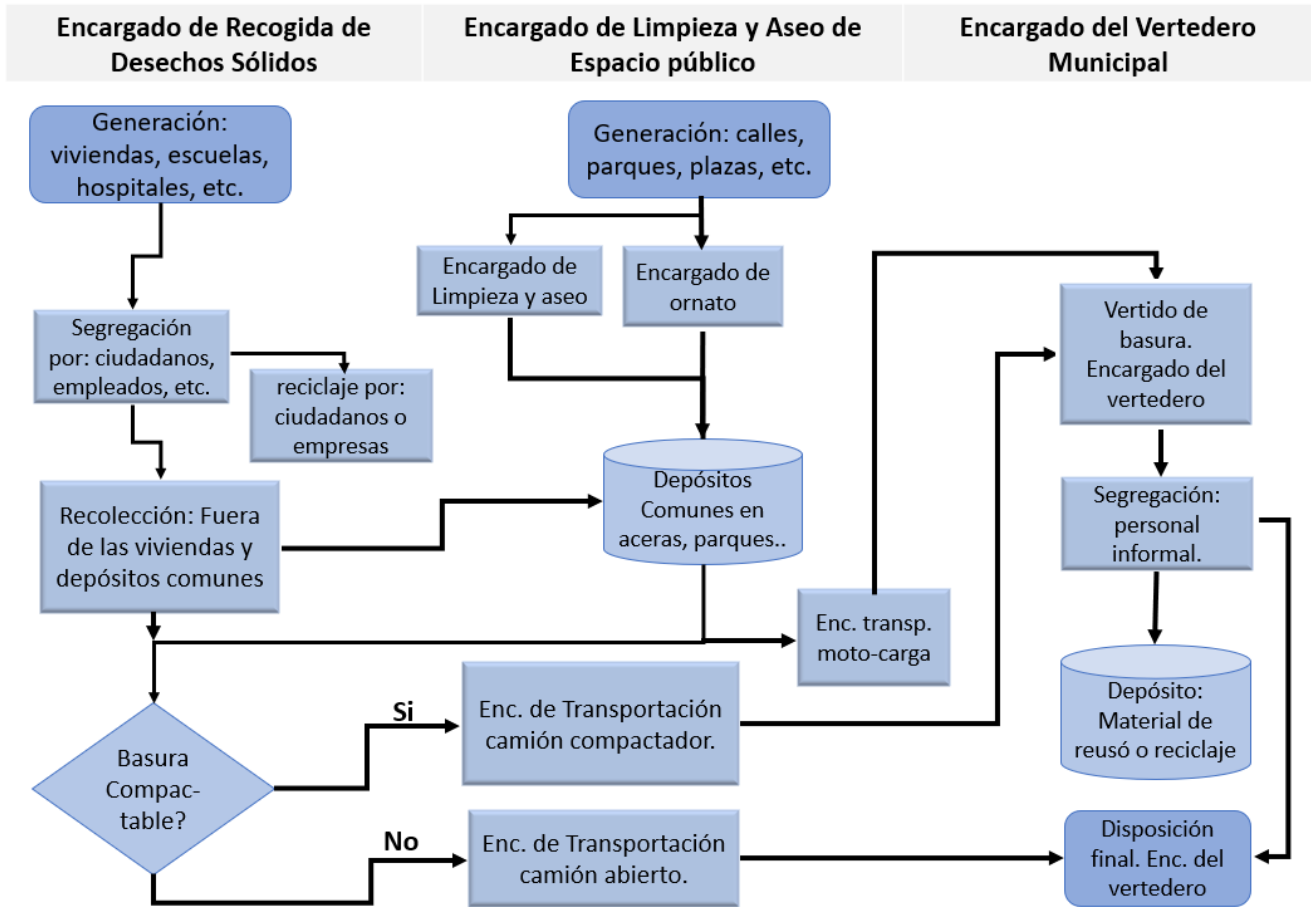 Encargado de Recogida de
Desechos Sólidos
Encargado de Limpieza y Aseo de
Espacio público
Encargado del Vertedero
Municipal
Generación:
viviendas, escuelas,
hospitales, etc.
Generación: calles,
parques, plazas, etc.
Encargado de
Limpieza y aseo
Encargado de
ornato
Segregación
por: ciudadanos,
empleados, etc.
reciclaje por:
ciudadanos o
empresas
Vertido de
basura.
Encargado del
vertedero
Recolección: Fuera
de las viviendas y
depósitos comunes
Depósitos
Comunes en
aceras, parques..
Segregación:
personal
informal.
Enc. transp.
moto-carga
Depósito:
Material de
reusó o reciclaje
Basura
Compac-
table?
Si
Enc. de Transportación
camión compactador.
No
Enc. de Transportación
camión abierto.
Disposición
final. Enc. del
vertedero